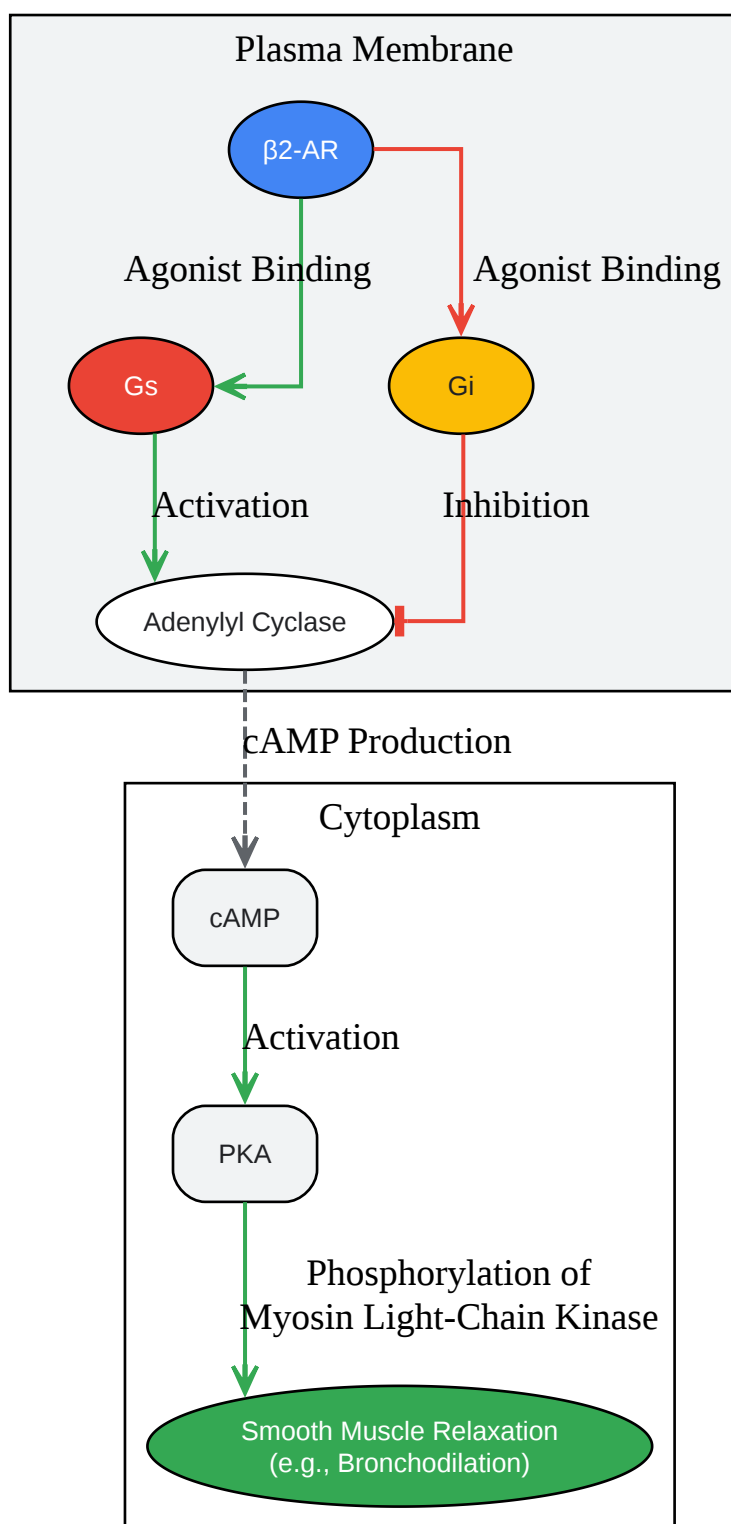 Plasma Membrane
β2-AR
Agonist Binding
Agonist Binding
Gs
Gi
Activation
Inhibition
Adenylyl Cyclase
cAMP Production
Cytoplasm
cAMP
Activation
PKA
Phosphorylation of
Myosin Light-Chain Kinase
Smooth Muscle Relaxation
(e.g., Bronchodilation)